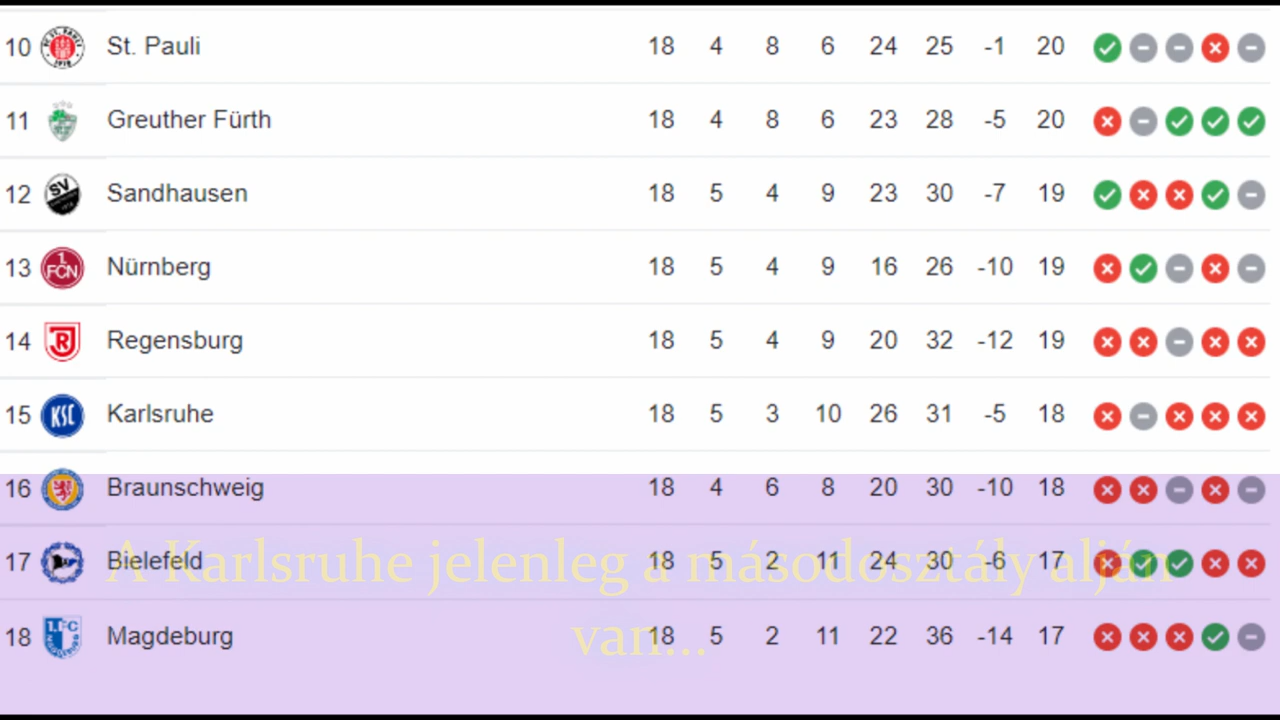 10 St. Pauli 18 4 8 6 24 25 -1 20
11 Greuther Fürth 18 4 8 6 23 28 -5 20
12 SV Sandhausen 18 5 4 9 23 30 -7 19
13 1. FCN Nürnberg 18 5 4 9 16 26 -10 19
14 Regensburg 18 5 4 9 20 32 -12 19
15 KSC Karlsruhe 18 5 3 10 26 31 -5 18
16 Braunschweig 18 4 6 8 20 30 -10 18
17 Bielefeld 18 5 2 11 24 30 -6 17
A Karlsruhe jelenleg a másodosztály alján
van...
18 Magdeburg 18 5 2 11 22 36 -14 17